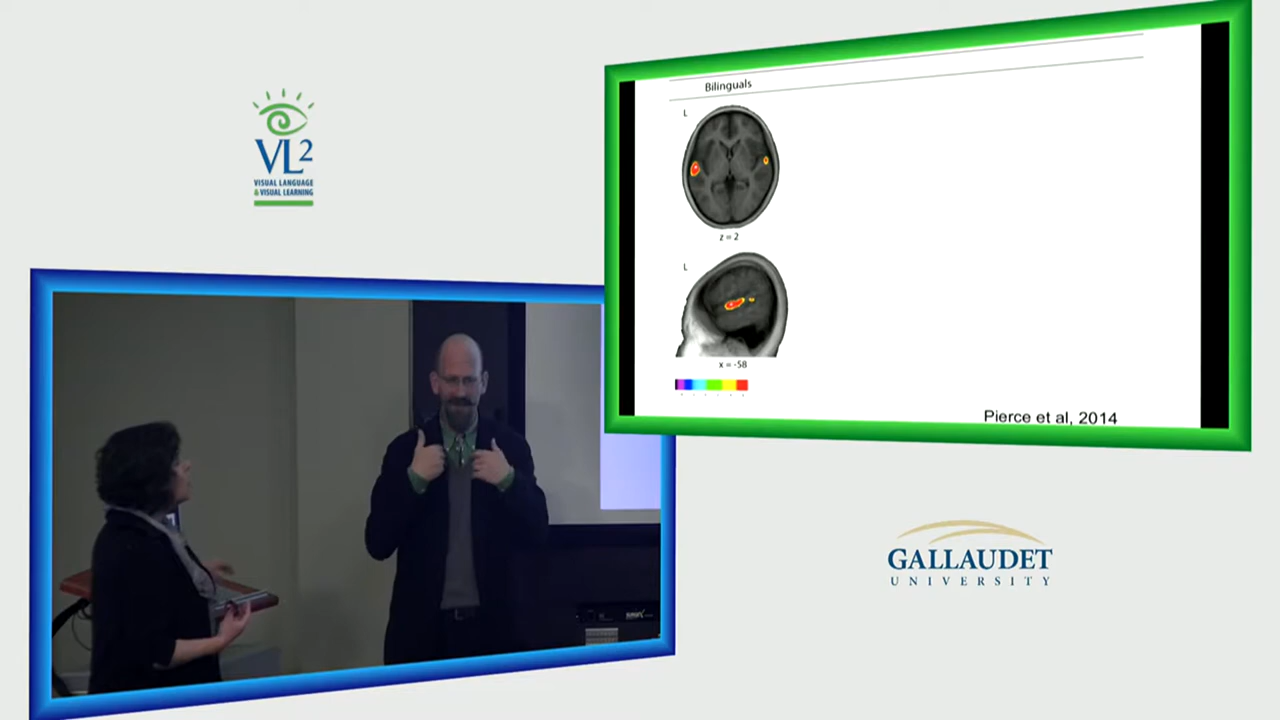 VL2
VISUAL LANGUAGE
& VISUAL LEARNING
Bilinguals
L
z = 2
L
x = -58
Pierce et al, 2014
GALLAUDET
UNIVERSITY